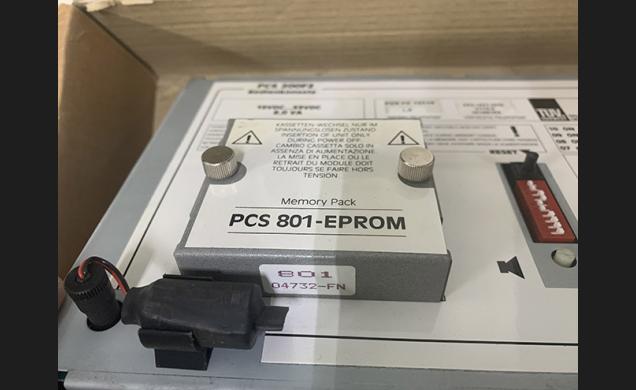 PCS 200F2
Bedienkonsole
TÜV
KASSETTEN-WECHSEL NUR IM
SPANNUNGSLOSEN ZUSTAND
INSERTION OF UNIT ONLY
DURING POWER OFF
CAMBIO CASSETTA SOLO IN
ASSENZA DI ALIMENTAZIONE
LA MISE EN PLACE OU LE
RETRAIT DU MODULE DOIT
TOUJOURS SE FAIRE HORS
TENSION
RESET
Memory Pack
PCS 801-EPROM
801
04732-FN